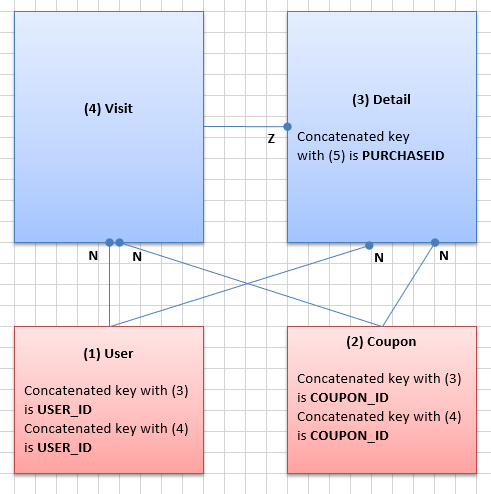 (4) Visit
(3) Detail
Concatenated key
with (5) is PURCHASEID
Z
N
N
N
N
(1) User
Concatenated key with (3)
is USER_ID
Concatenated key with (4)
is USER_ID
(2) Coupon
Concatenated key with (3)
is COUPON_ID
Concatenated key with (4)
is COUPON_ID